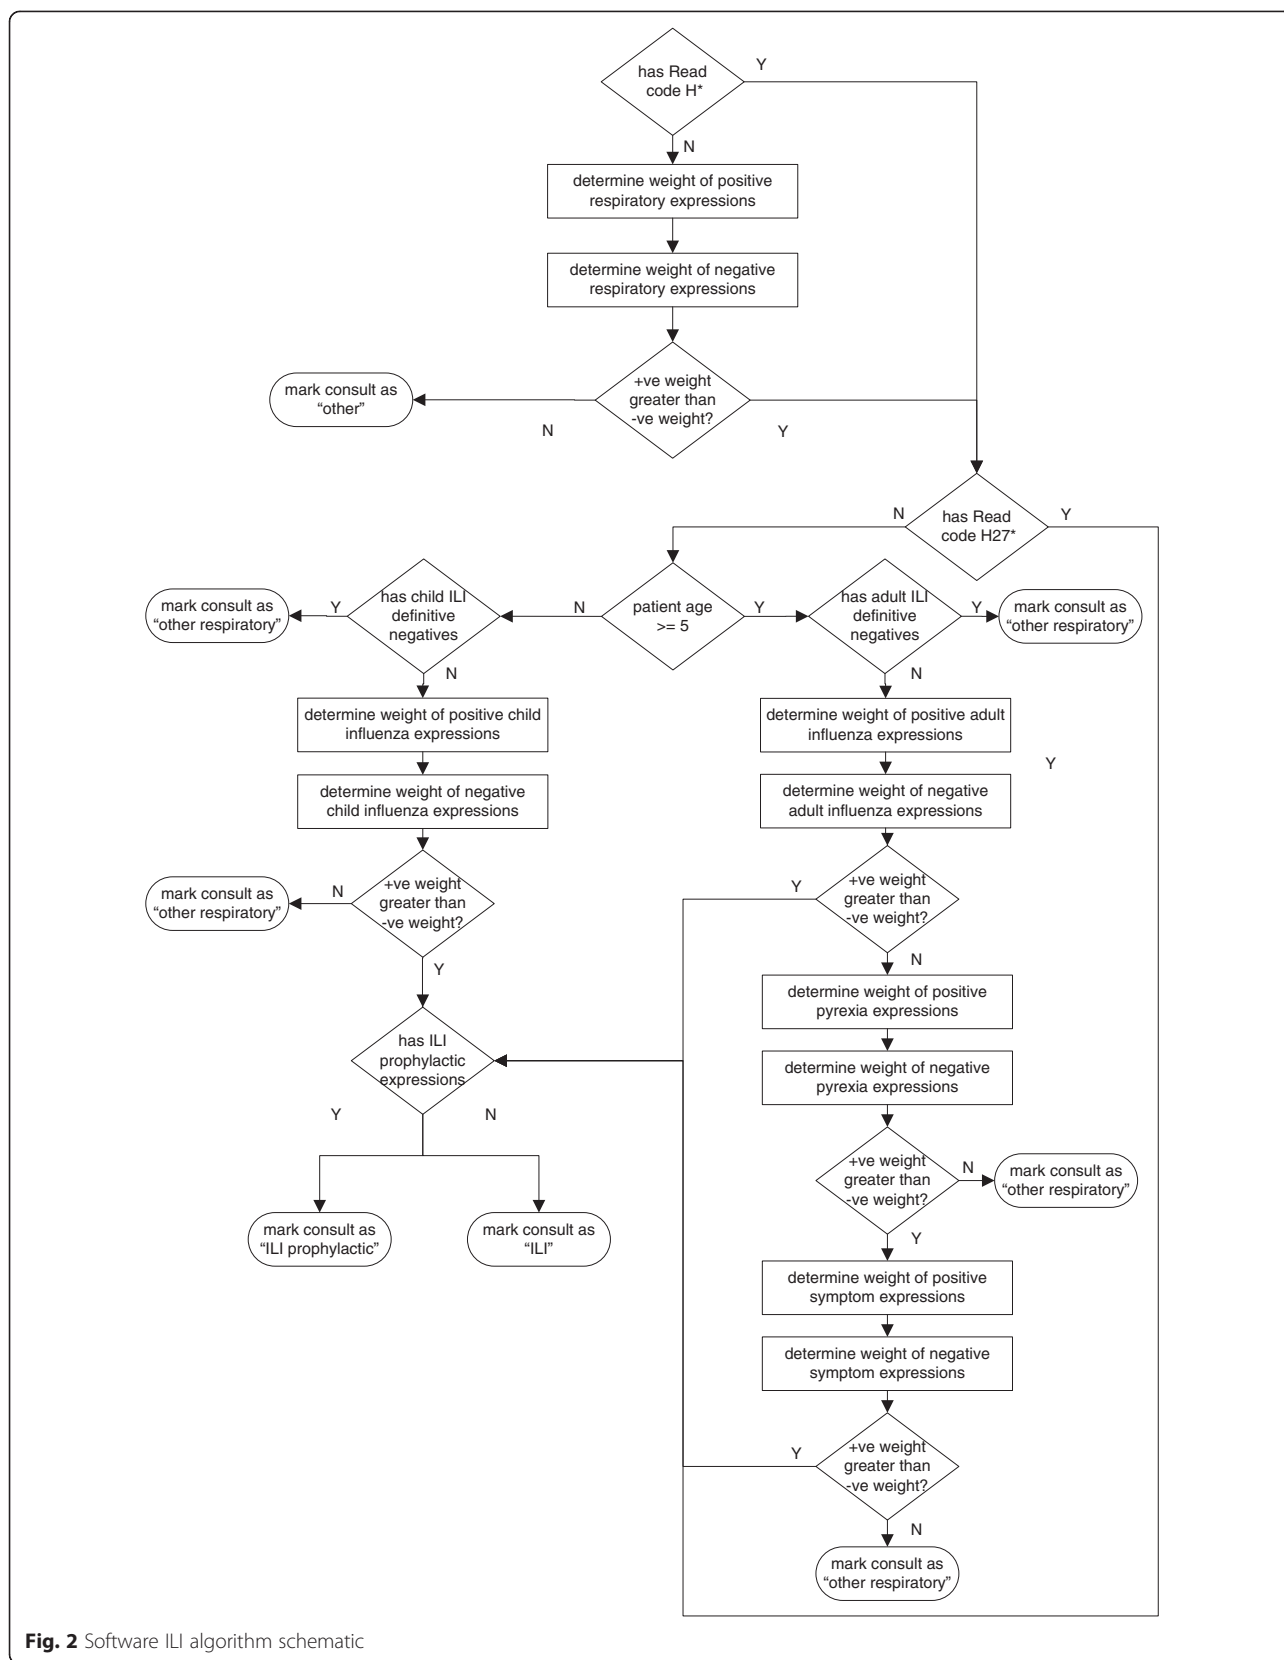 has Read
code H*
Y
N
determine weight of positive
respiratory expressions
determine weight of negative
respiratory expressions
+ve weight
greater than
-ve weight?
mark consult as
“other”
N
Y
has Read
code H27*
N
Y
patient age
>= 5
N
Y
has child ILI
definitive
negatives
Y
mark consult as
“other respiratory”
has adult ILI
definitive
negatives
Y
mark consult as
“other respiratory”
N
N
determine weight of positive child
influenza expressions
determine weight of positive adult
influenza expressions
Y
determine weight of negative
child influenza expressions
determine weight of negative
adult influenza expressions
+ve weight
greater than
-ve weight?
N
mark consult as
“other respiratory”
Y
+ve weight
greater than
-ve weight?
Y
N
determine weight of positive
pyrexia expressions
has ILI
prophylactic
expressions
determine weight of negative
pyrexia expressions
Y
N
mark consult as
“ILI prophylactic”
mark consult as
“ILI”
+ve weight
greater than
-ve weight?
N
mark consult as
“other respiratory”
Y
determine weight of positive
symptom expressions
determine weight of negative
symptom expressions
+ve weight
greater than
-ve weight?
Y
N
mark consult as
“other respiratory”
Fig. 2 Software ILI algorithm schematic